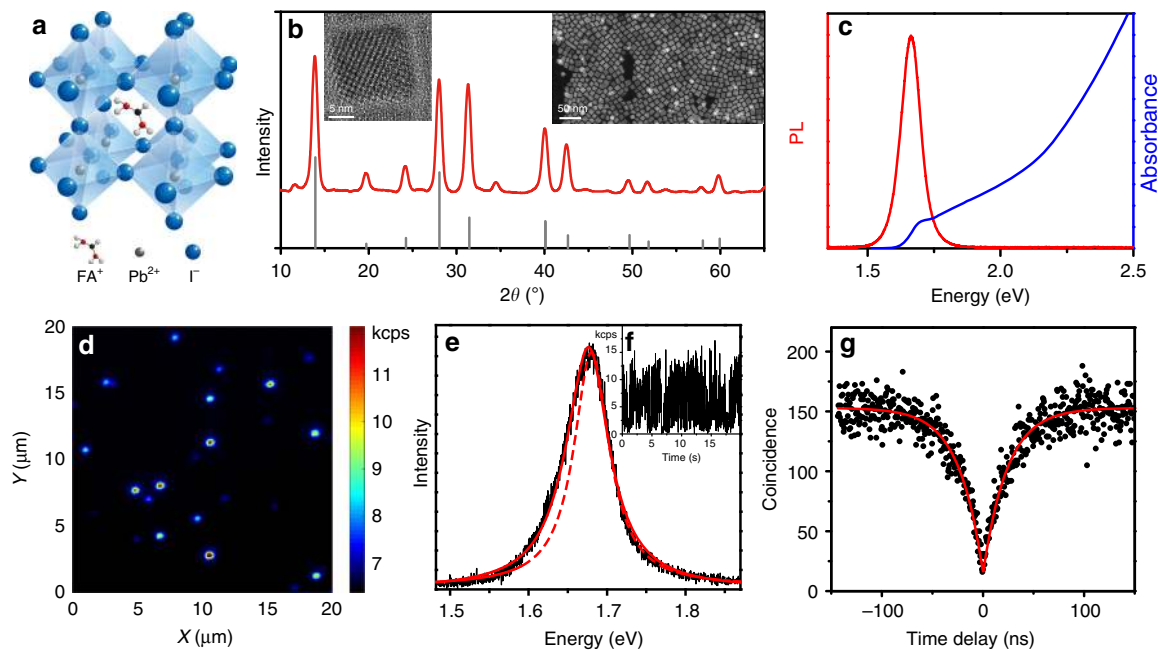 a
FA⁺ Pb²⁺ I⁻
b
5 nm
50 nm
Intensity
10 20 30 40 50 60
2θ (°)
c
PL
Absorbance
1.5 2.0 2.5
Energy (eV)
d
kcps
20
15
10
5
0
Y (μm)
0 5 10 15 20
X (μm)
11
10
9
8
7
e
Intensity
1.5 1.6 1.7 1.8
Energy (eV)
f
kcps
15
10
5
0
0 5 10 15
Time (s)
g
200
150
100
50
0
Coincidence
−100 0 100
Time delay (ns)